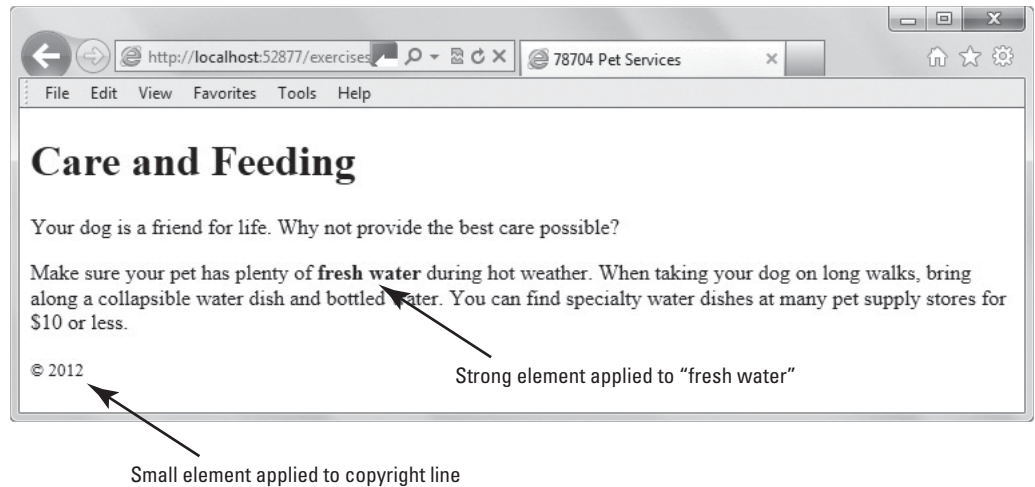 http://localhost:52877/exercises
78704 Pet Services
File Edit View Favorites Tools Help
Care and Feeding
Your dog is a friend for life. Why not provide the best care possible?
Make sure your pet has plenty of fresh water during hot weather. When taking your dog on long walks, bring
along a collapsible water dish and bottled water. You can find specialty water dishes at many pet supply stores for
$10 or less.
© 2012
Strong element applied to “fresh water”
Small element applied to copyright line